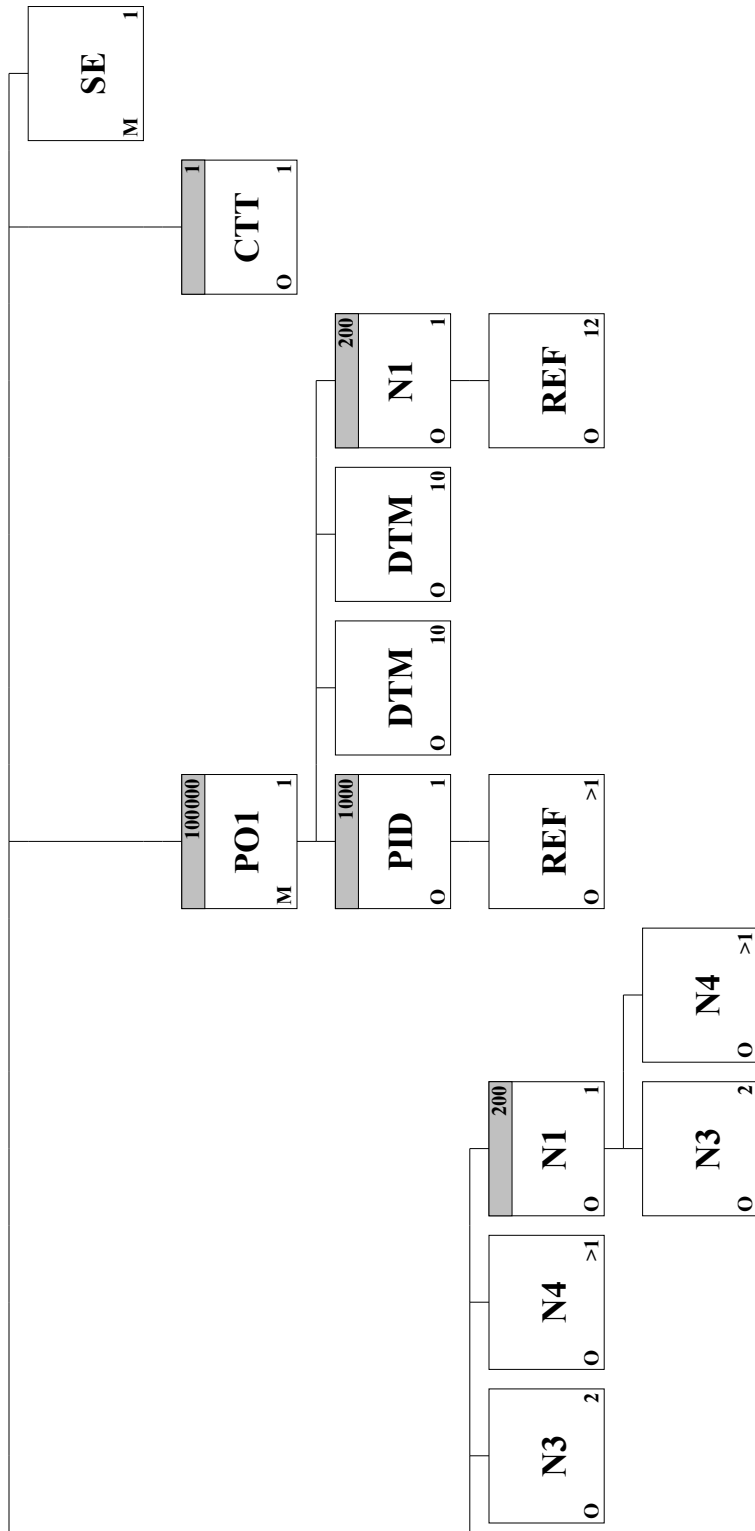 SE
M 1
100000
PO1
M 1
1
CTT
O 1
1000
PID
O 1
DTM
O 10
DTM
O 10
200
N1
O 1
N3
O 2
N4
O >1
200
N1
O 1
REF
O >1
REF
O 12
N3
O 2
N4
O >1